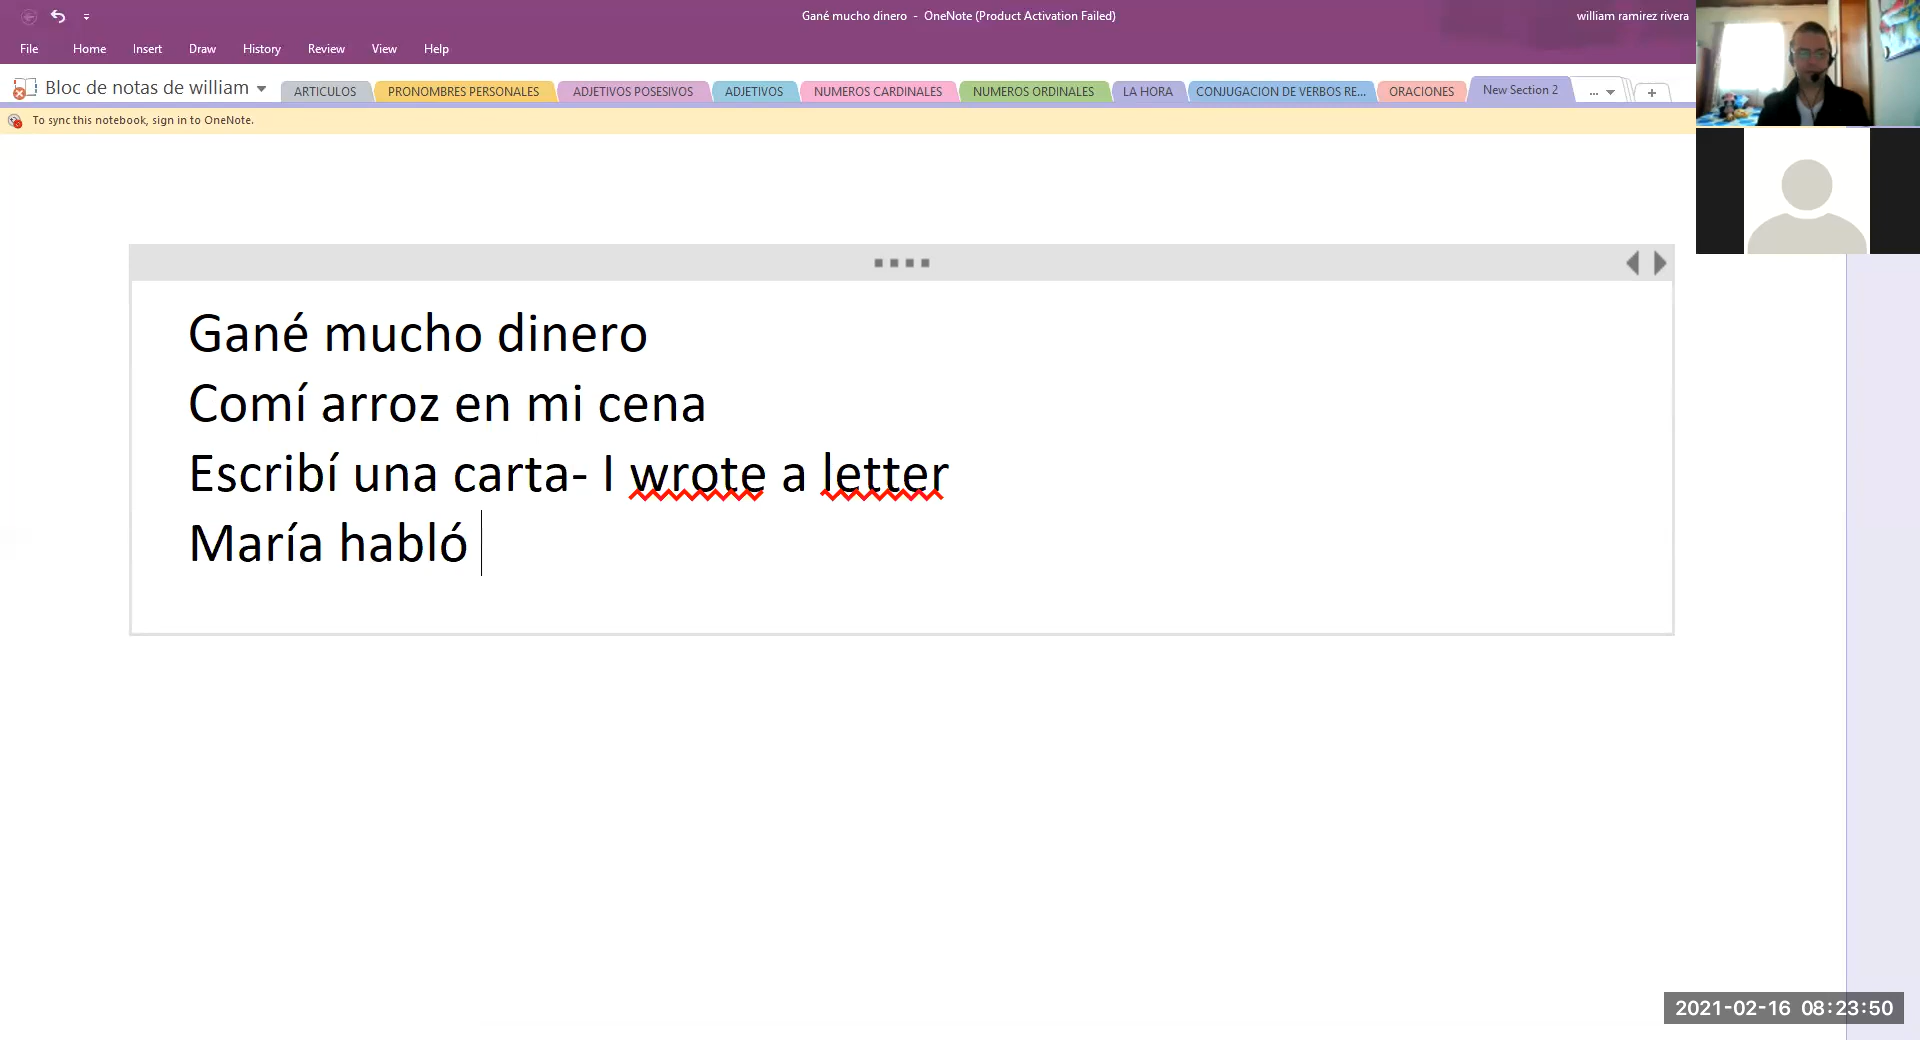 Gané mucho dinero - OneNote (Product Activation Failed)
william ramirez rivera
File Home Insert Draw History Review View Help
Bloc de notas de william
ARTICULOS PRONOMBRES PERSONALES ADJETIVOS POSESIVOS ADJETIVOS NUMEROS CARDINALES NUMEROS ORDINALES LA HORA CONJUGACION DE VERBOS RE... ORACIONES New Section 2 ... +
To sync this notebook, sign in to OneNote.
Gané mucho dinero
Comí arroz en mi cena
Escribí una carta- I wrote a letter
María habló
2021-02-16 08:23:50